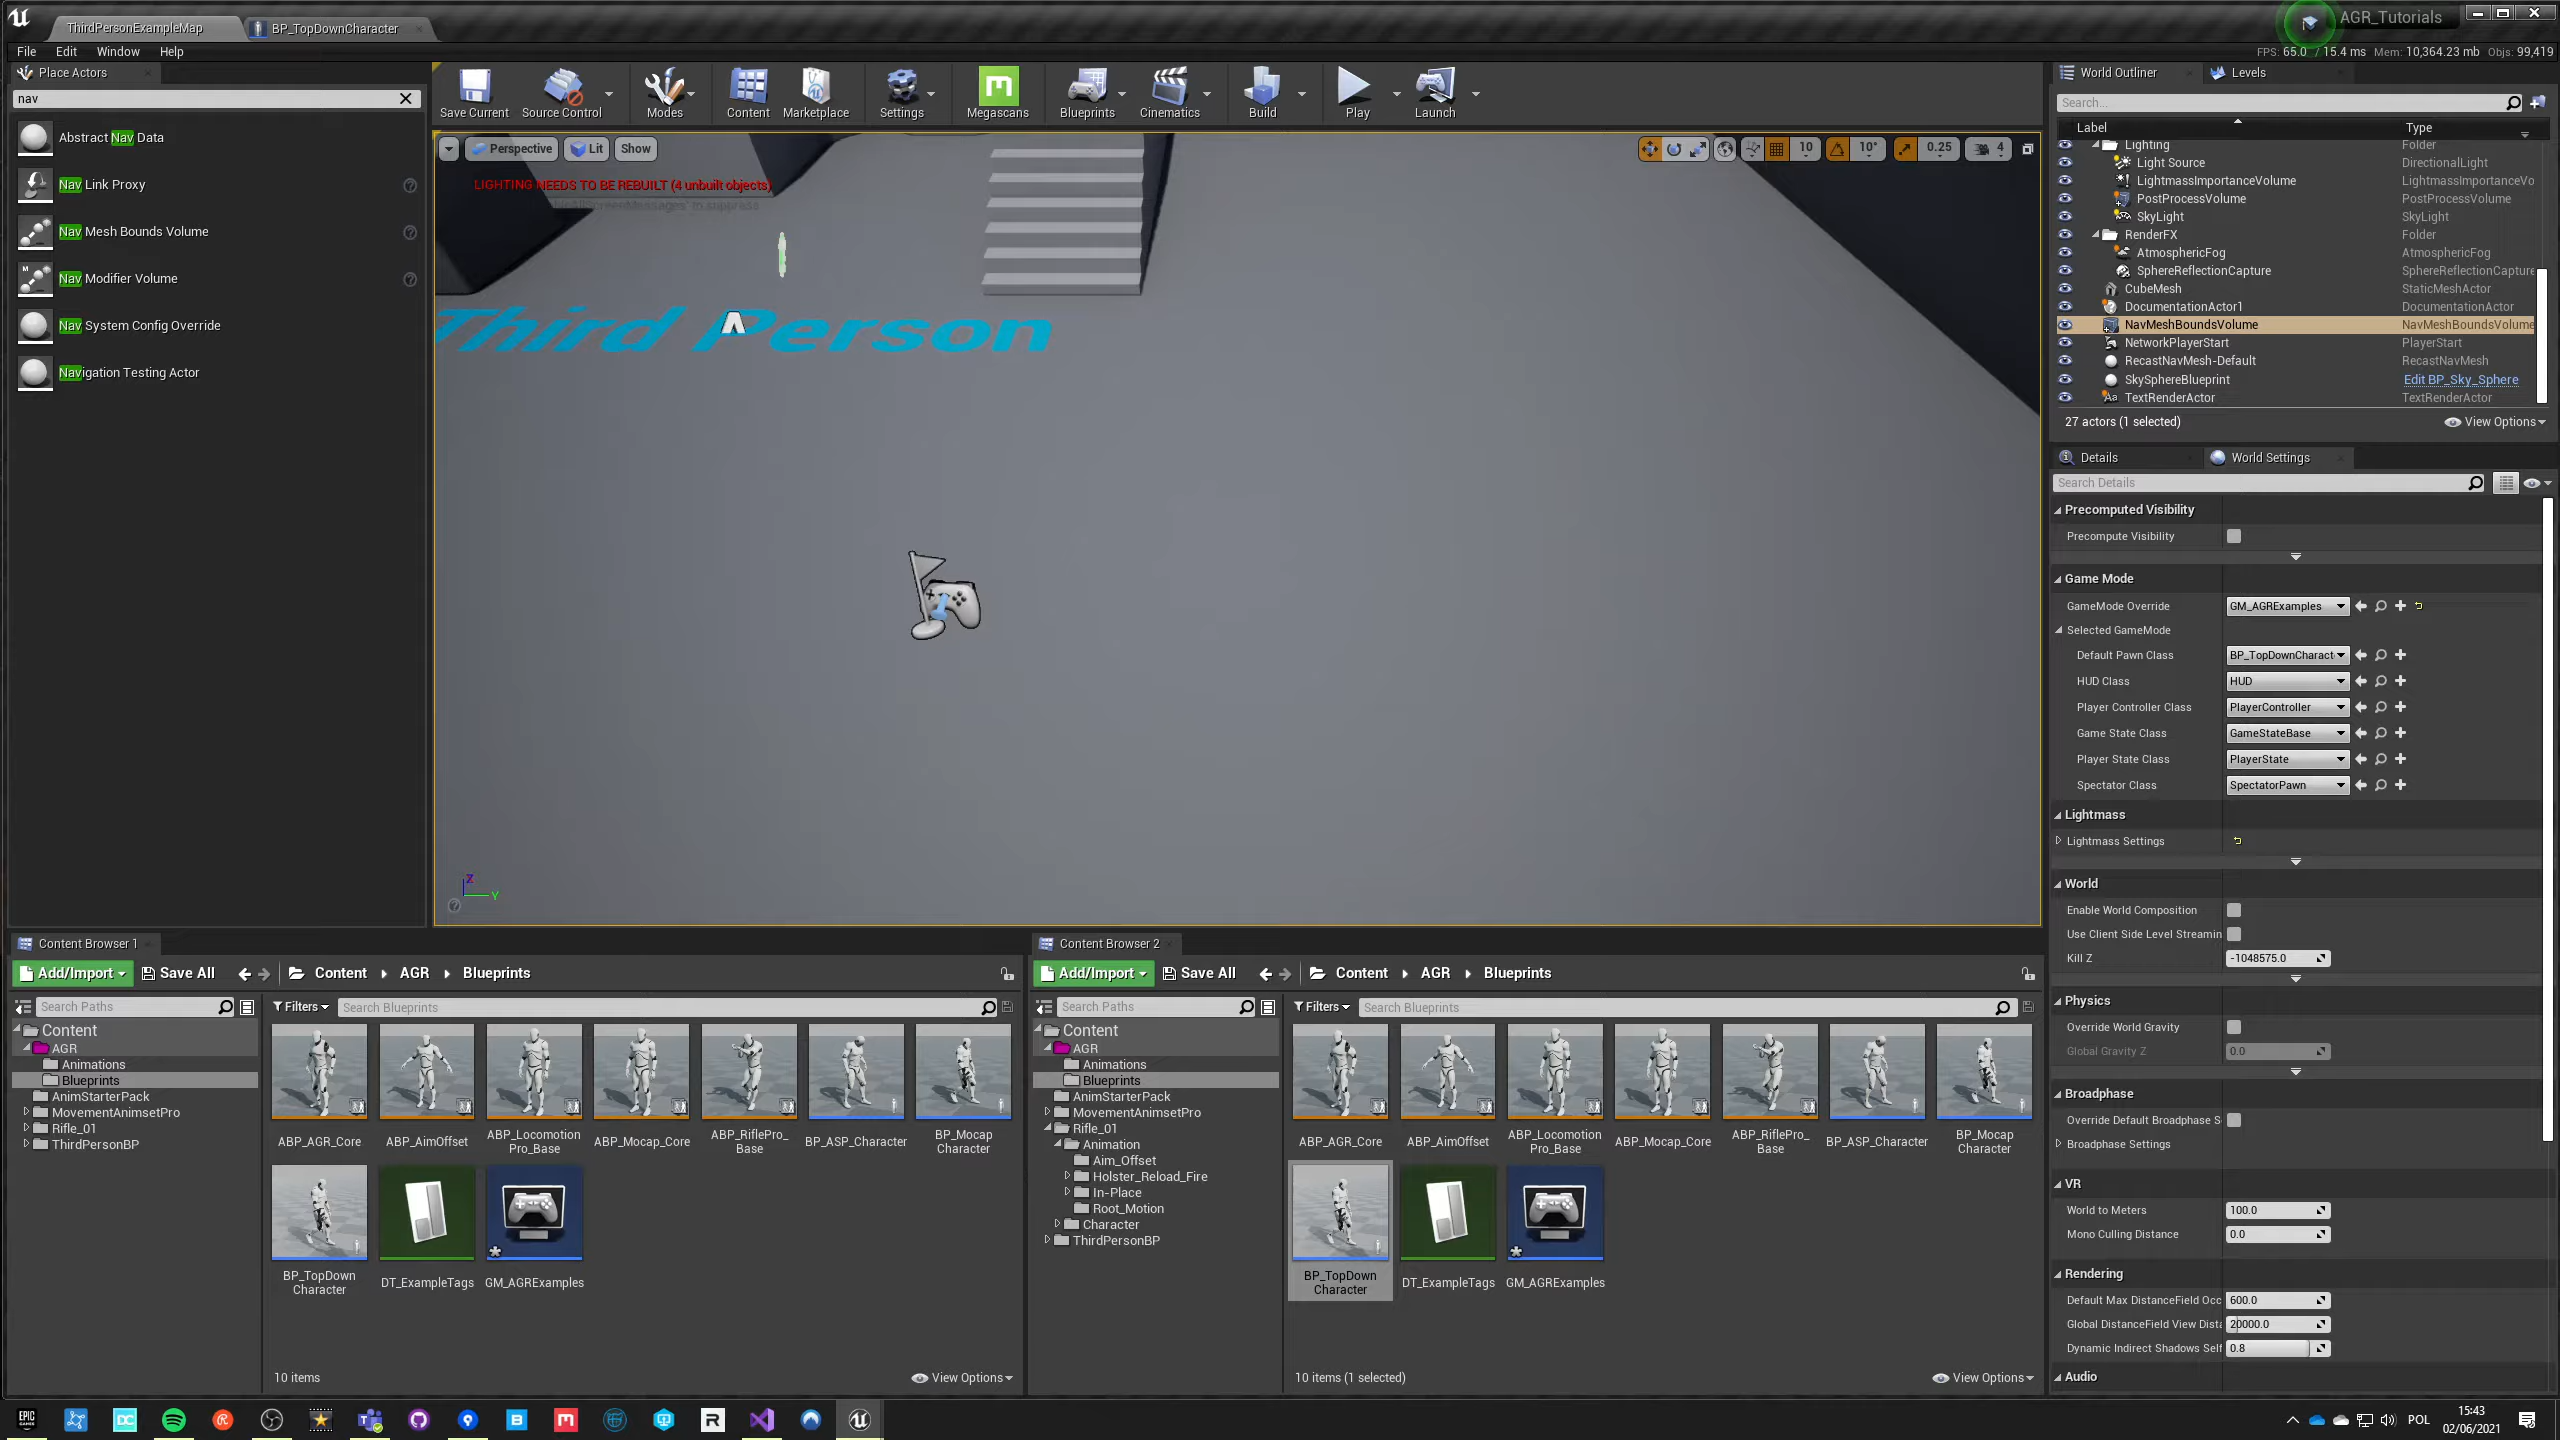 ThirdPersonExampleMap
BP_TopDownCharacter
AGR_Tutorials
File Edit Window Help
FPS: 65.0 / 15.4 ms Mem: 10,364.23 mb Objs: 99,419
Place Actors
nav
Abstract Nav Data
Nav Link Proxy
Nav Mesh Bounds Volume
Nav Modifier Volume
Nav System Config Override
Navigation Testing Actor
Save Current Source Control Modes Content Marketplace Settings Megascans Blueprints Cinematics Build Play Launch
Perspective Lit Show
10 10° 0.25 4
LIGHTING NEEDS TO BE REBUILT (4 unbuilt objects)
to suppress
Third Person
Z
Y
World Outliner Levels
Search...
Label Type
Lighting Folder
Light Source DirectionalLight
LightmassImportanceVolume LightmassImportanceVo
PostProcessVolume PostProcessVolume
SkyLight SkyLight
RenderFX Folder
AtmosphericFog AtmosphericFog
SphereReflectionCapture SphereReflectionCapture
CubeMesh StaticMeshActor
DocumentationActor1 DocumentationActor
NavMeshBoundsVolume NavMeshBoundsVolume
NetworkPlayerStart PlayerStart
RecastNavMesh-Default RecastNavMesh
SkySphereBlueprint Edit BP_Sky_Sphere
TextRenderActor TextRenderActor
27 actors (1 selected) View Options
Details World Settings
Search Details
Precomputed Visibility
Precompute Visibility
Game Mode
GameMode Override GM_AGRExamples
Selected GameMode
Default Pawn Class BP_TopDownCharact
HUD Class HUD
Player Controller Class PlayerController
Game State Class GameStateBase
Player State Class PlayerState
Spectator Class SpectatorPawn
Lightmass
Lightmass Settings
World
Enable World Composition
Use Client Side Level Streamin
Kill Z -1048575.0
Physics
Override World Gravity
Global Gravity Z 0.0
Broadphase
Override Default Broadphase S
Broadphase Settings
VR
World to Meters 100.0
Mono Culling Distance 0.0
Rendering
Default Max DistanceField Occ 600.0
Global DistanceField View Dista 20000.0
Dynamic Indirect Shadows Self 0.8
Audio
Content Browser 1
Add/Import Save All Content AGR Blueprints
Search Paths Filters Search Blueprints
Content
AGR
Animations
Blueprints
AnimStarterPack
MovementAnimsetPro
Rifle_01
ThirdPersonBP
ABP_AGR_Core
ABP_AimOffset
ABP_Locomotion
Pro_Base
ABP_Mocap_Core
ABP_RiflePro_
Base
BP_ASP_Character
BP_Mocap
Character
BP_TopDown
Character
DT_ExampleTags
GM_AGRExamples
10 items View Options
Content Browser 2
Add/Import Save All Content AGR Blueprints
Search Paths Filters Search Blueprints
Content
AGR
Animations
Blueprints
AnimStarterPack
MovementAnimsetPro
Rifle_01
Animation
Aim_Offset
Holster_Reload_Fire
In-Place
Root_Motion
Character
ThirdPersonBP
ABP_AGR_Core
ABP_AimOffset
ABP_Locomotion
Pro_Base
ABP_Mocap_Core
ABP_RiflePro_
Base
BP_ASP_Character
BP_Mocap
Character
BP_TopDown
Character
DT_ExampleTags
GM_AGRExamples
10 items (1 selected) View Options
EPIC
GAMES
POL
15:43
02/06/2021